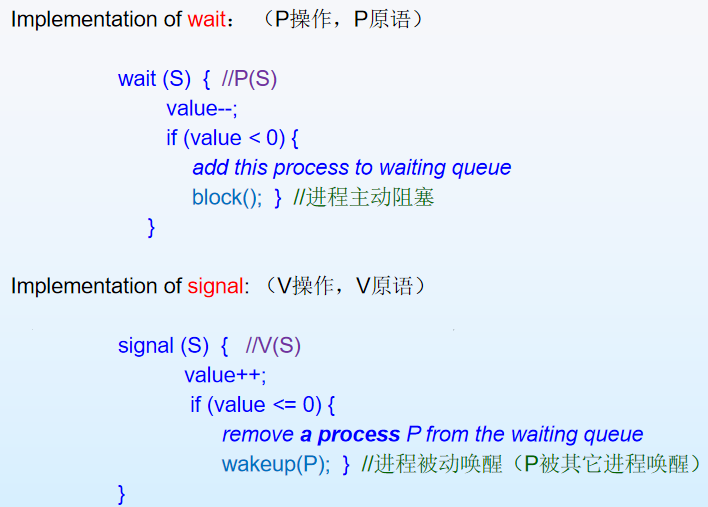 Implementation of wait： （P操作，P原语）
wait (S) { //P(S)
value--;
if (value < 0) {
add this process to waiting queue
block(); } //进程主动阻塞
}
Implementation of signal: （V操作，V原语）
signal (S) { //V(S)
value++;
if (value <= 0) {
remove a process P from the waiting queue
wakeup(P); } //进程被动唤醒（P被其它进程唤醒）
}